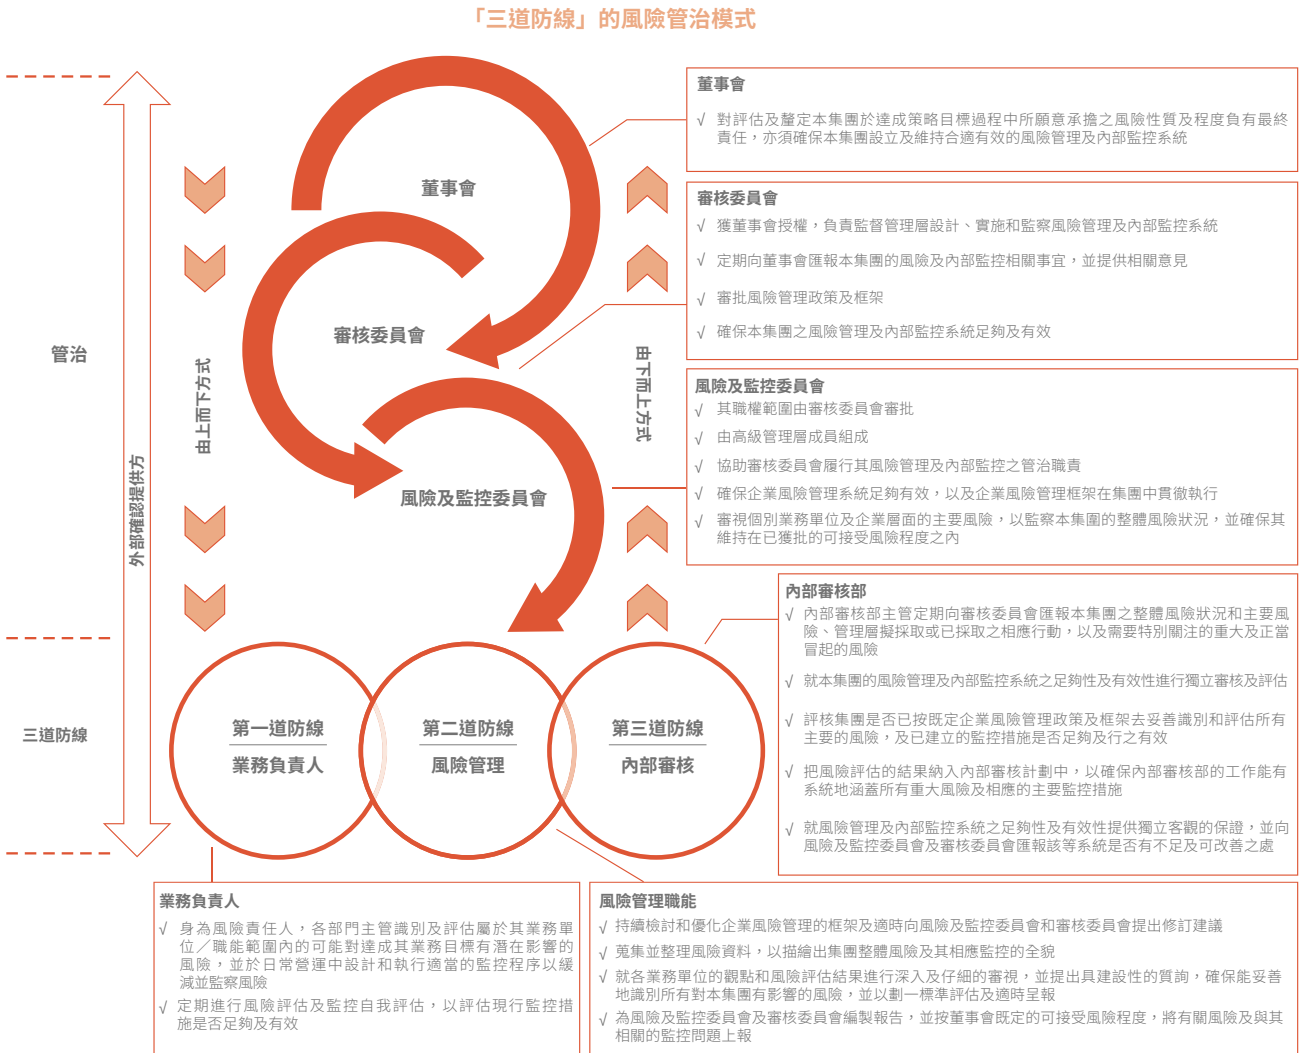 「三道防線」的風險管治模式
管治
三道防線
外部確認提供方
由上而下方式
由下而上方式
董事會
審核委員會
風險及監控委員會
第一道防線
業務負責人
第二道防線
風險管理
第三道防線
內部審核
董事會
√ 對評估及釐定本集團於達成策略目標過程中所願意承擔之風險性質及程度負有最終
責任，亦須確保本集團設立及維持合適有效的風險管理及內部監控系統
審核委員會
√ 獲董事會授權，負責監督管理層設計、實施和監察風險管理及內部監控系統
√ 定期向董事會匯報本集團的風險及內部監控相關事宜，並提供相關意見
√ 審批風險管理政策及框架
√ 確保本集團之風險管理及內部監控系統足夠及有效
風險及監控委員會
√ 其職權範圍由審核委員會審批
√ 由高級管理層成員組成
√ 協助審核委員會履行其風險管理及內部監控之管治職責
√ 確保企業風險管理系統足夠有效，以及企業風險管理框架在集團中貫徹執行
√ 審視個別業務單位及企業層面的主要風險，以監察本集團的整體風險狀況，並確保其
維持在已獲批的可接受風險程度之內
內部審核部
√ 內部審核部主管定期向審核委員會匯報本集團之整體風險狀況和主要風
險、管理層擬採取或已採取之相應行動，以及需要特別關注的重大及正當
冒起的風險
√ 就本集團的風險管理及內部監控系統之足夠性及有效性進行獨立審核及評估
√ 評核集團是否已按既定企業風險管理政策及框架去妥善識別和評估所有
主要的風險，及已建立的監控措施是否足夠及行之有效
√ 把風險評估的結果納入內部審核計劃中，以確保內部審核部的工作能有
系統地涵蓋所有重大風險及相應的主要監控措施
√ 就風險管理及內部監控系統之足夠性及有效性提供獨立客觀的保證，並向
風險及監控委員會及審核委員會匯報該等系統是否有不足及可改善之處
業務負責人
√ 身為風險責任人，各部門主管識別及評估屬於其業務單
位／職能範圍內的可能對達成其業務目標有潛在影響的
風險，並於日常營運中設計和執行適當的監控程序以緩
減並監察風險
√ 定期進行風險評估及監控自我評估，以評估現行監控措
施是否足夠及有效
風險管理職能
√ 持續檢討和優化企業風險管理的框架及適時向風險及監控委員會和審核委員會提出修訂建議
√ 蒐集並整理風險資料，以描繪出集團整體風險及其相應監控的全貌
√ 就各業務單位的觀點和風險評估結果進行深入及仔細的審視，並提出具建設性的質詢，確保能妥善
地識別所有對本集團有影響的風險，並以劃一標準評估及適時呈報
√ 為風險及監控委員會及審核委員會編製報告，並按董事會既定的可接受風險程度，將有關風險及與其
相關的監控問題上報